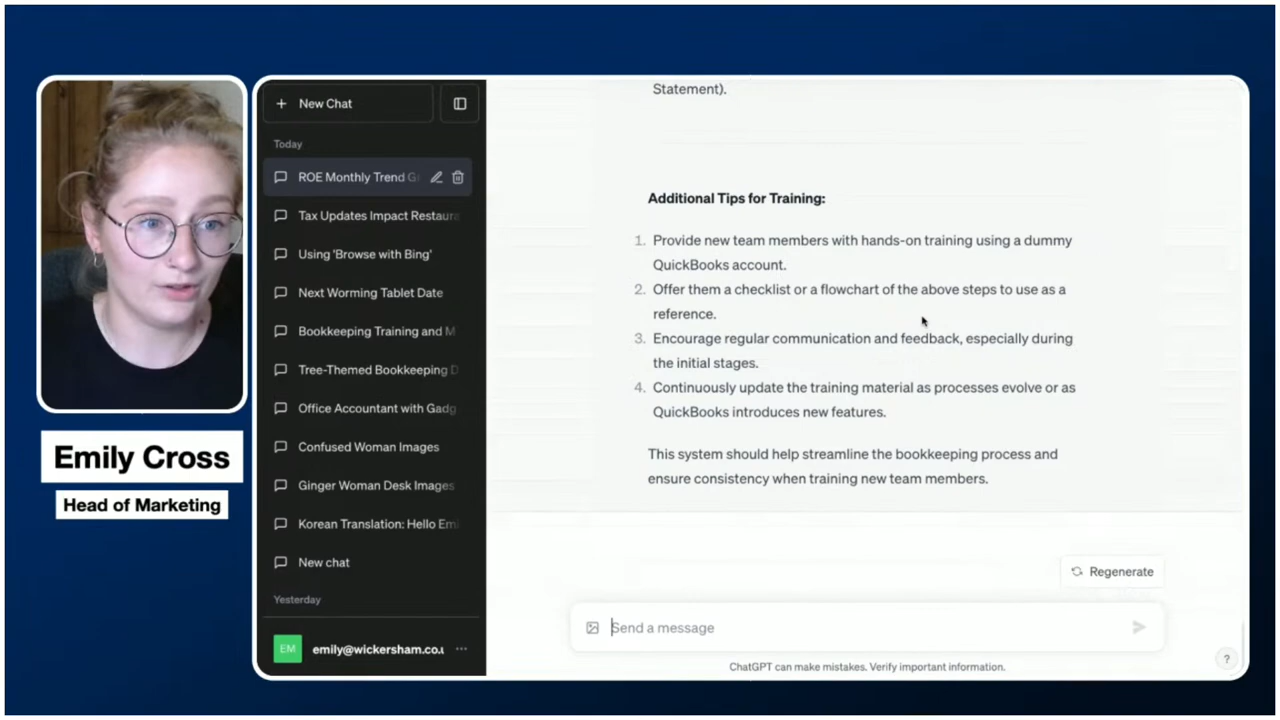 Emily Cross
Head of Marketing
New Chat
Today
ROE Monthly Trend G
Tax Updates Impact Restaura
Using 'Browse with Bing'
Next Worming Tablet Date
Bookkeeping Training and M
Tree-Themed Bookkeeping D
Office Accountant with Gadg
Confused Woman Images
Ginger Woman Desk Images
Korean Translation: Hello Emi
New chat
Yesterday
EM emily@wickersham.co.u
Statement).
Additional Tips for Training:
1. Provide new team members with hands-on training using a dummy
QuickBooks account.
2. Offer them a checklist or a flowchart of the above steps to use as a
reference.
3. Encourage regular communication and feedback, especially during
the initial stages.
4. Continuously update the training material as processes evolve or as
QuickBooks introduces new features.
This system should help streamline the bookkeeping process and
ensure consistency when training new team members.
Regenerate
Send a message
ChatGPT can make mistakes. Verify important information.
?